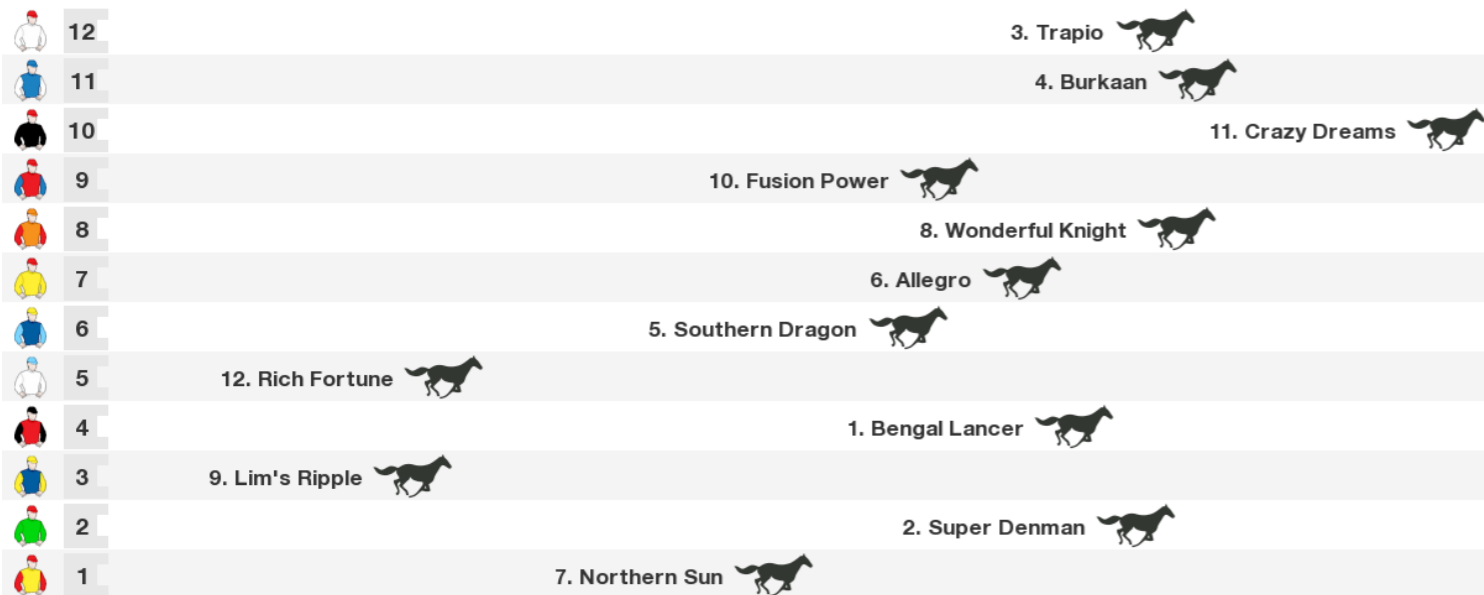 12 3. Trapio
11 4. Burkaan
10 11. Crazy Dreams
9 10. Fusion Power
8 8. Wonderful Knight
7 6. Allegro
6 5. Southern Dragon
5 12. Rich Fortune
4 1. Bengal Lancer
3 9. Lim's Ripple
2 2. Super Denman
1 7. Northern Sun